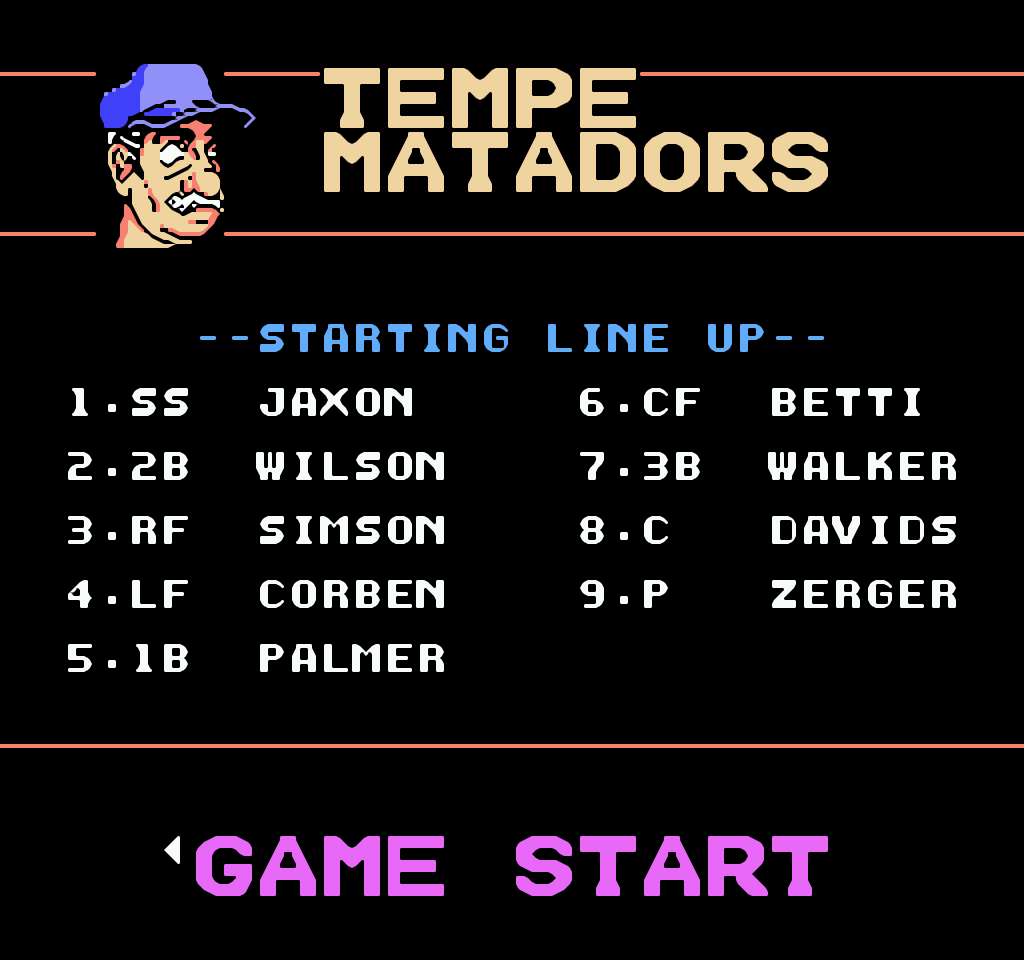 TEMPE
MATADORS
--STARTING LINE UP--
1.SS JAXON 6.CF BETTI
2.2B WILSON 7.3B WALKER
3.RF SIMSON 8.C DAVIDS
4.LF CORBEN 9.P ZERGER
5.1B PALMER
GAME START